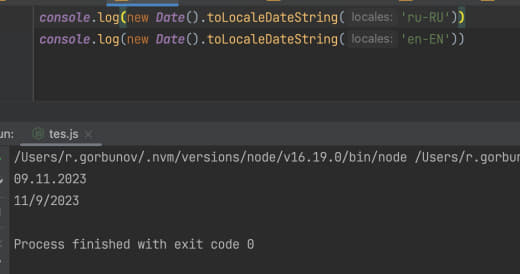 console.log(new Date().toLocaleDateString( locales: 'ru-RU'))
console.log(new Date().toLocaleDateString( locales: 'en-EN'))
un: tes.js ×
/Users/r.gorbunov/.nvm/versions/node/v16.19.0/bin/node /Users/r.gorbun
09.11.2023
11/9/2023
Process finished with exit code 0